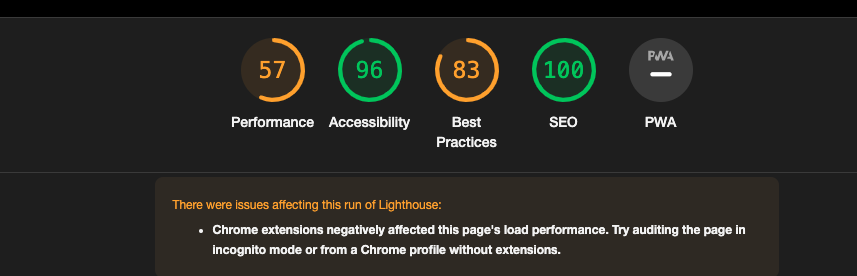 57 96 83 100 PWA
Performance Accessibility Best SEO PWA
Practices
There were issues affecting this run of Lighthouse:
• Chrome extensions negatively affected this page's load performance. Try auditing the page in
incognito mode or from a Chrome profile without extensions.